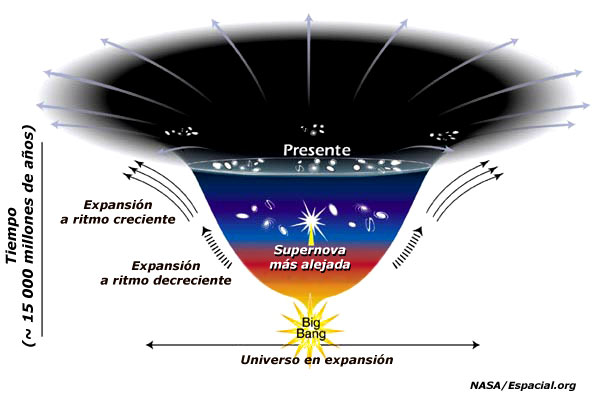 Presente
Expansión
a ritmo creciente
Supernova
más alejada
Expansión
a ritmo decreciente
Tiempo
(~ 15 000 millones de años)
Big
Bang
Universo en expansión
NASA/Espacial.org